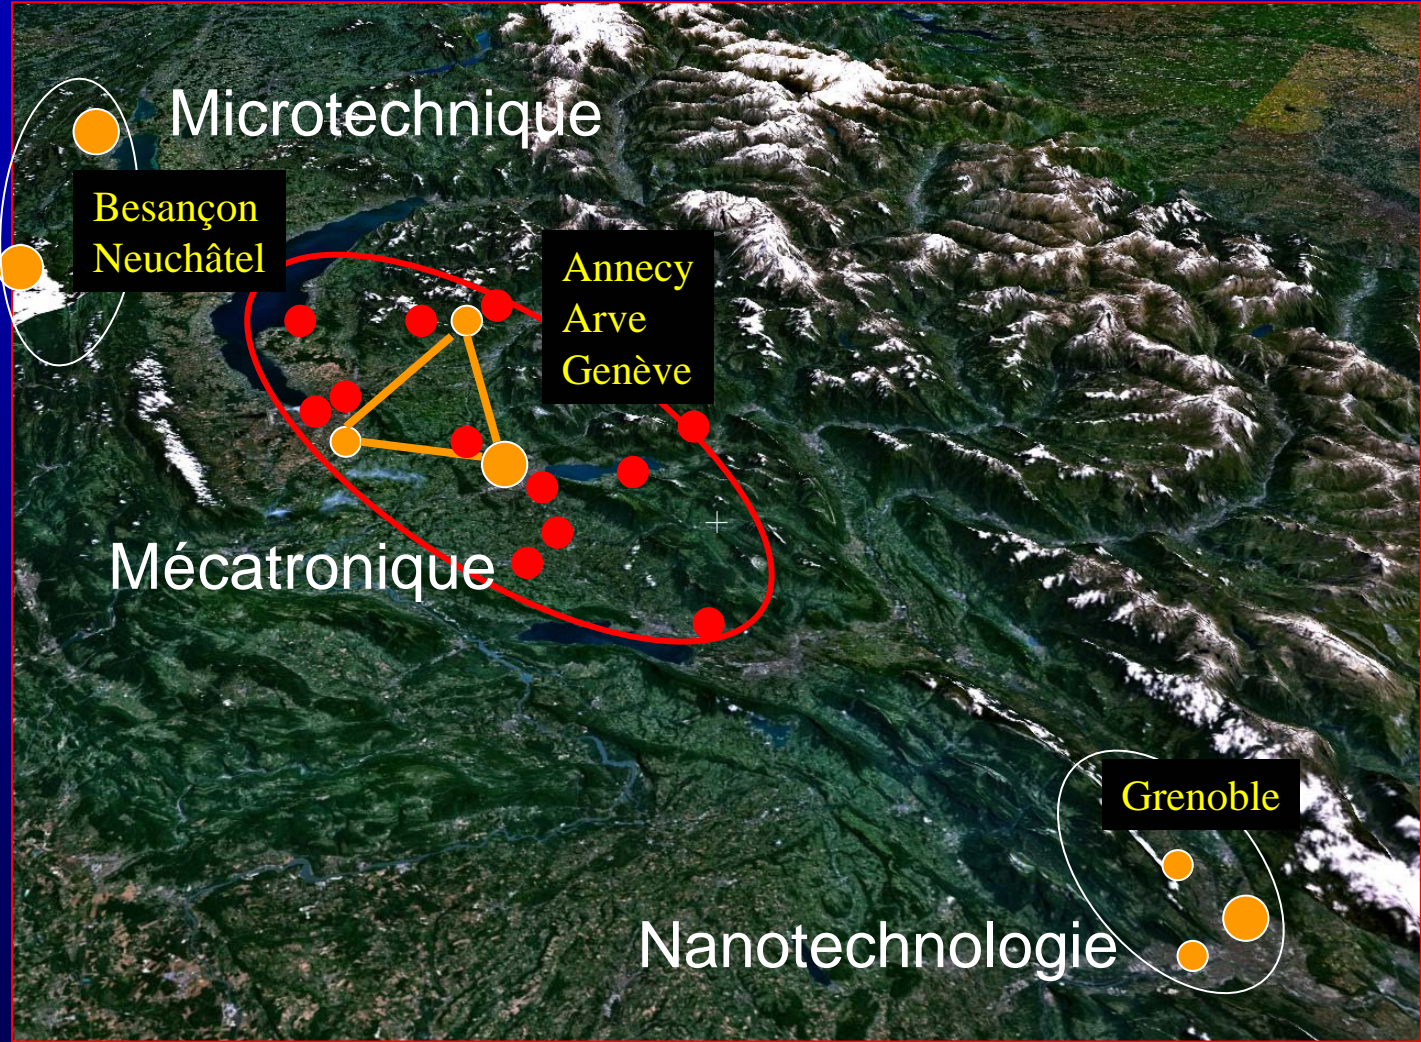 Microtechnique
Besançon
Neuchâtel
Annecy
Arve
Genève
Mécatronique
Grenoble
Nanotechnologie